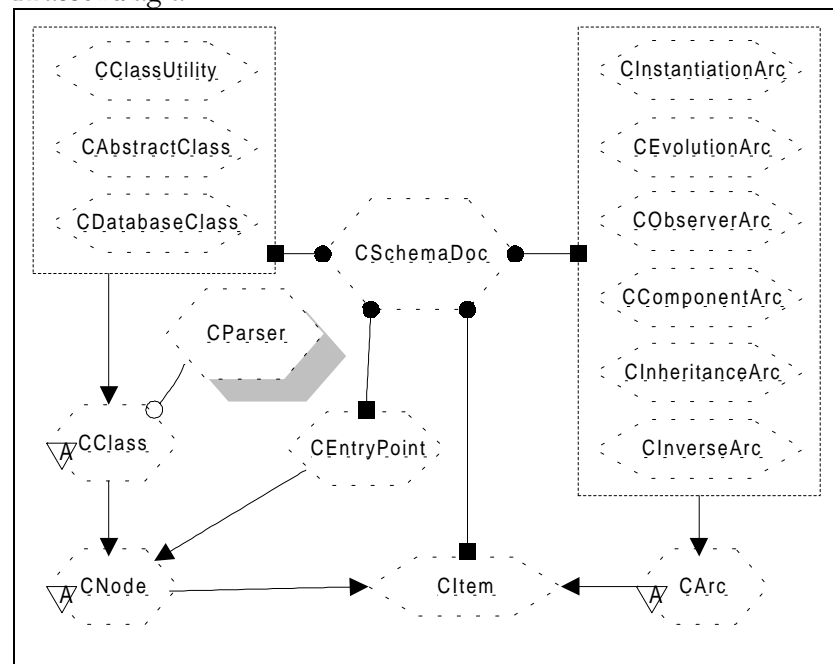 CClassUtility
CAbstractClass
CDatabaseClass
CInstantiationArc
CEvolutionArc
CObserverArc
CComponentArc
CInheritanceArc
CInverseArc
CSchemaDoc
CParser
A CClass
CEntryPoint
A CNode
CItem
A CArc